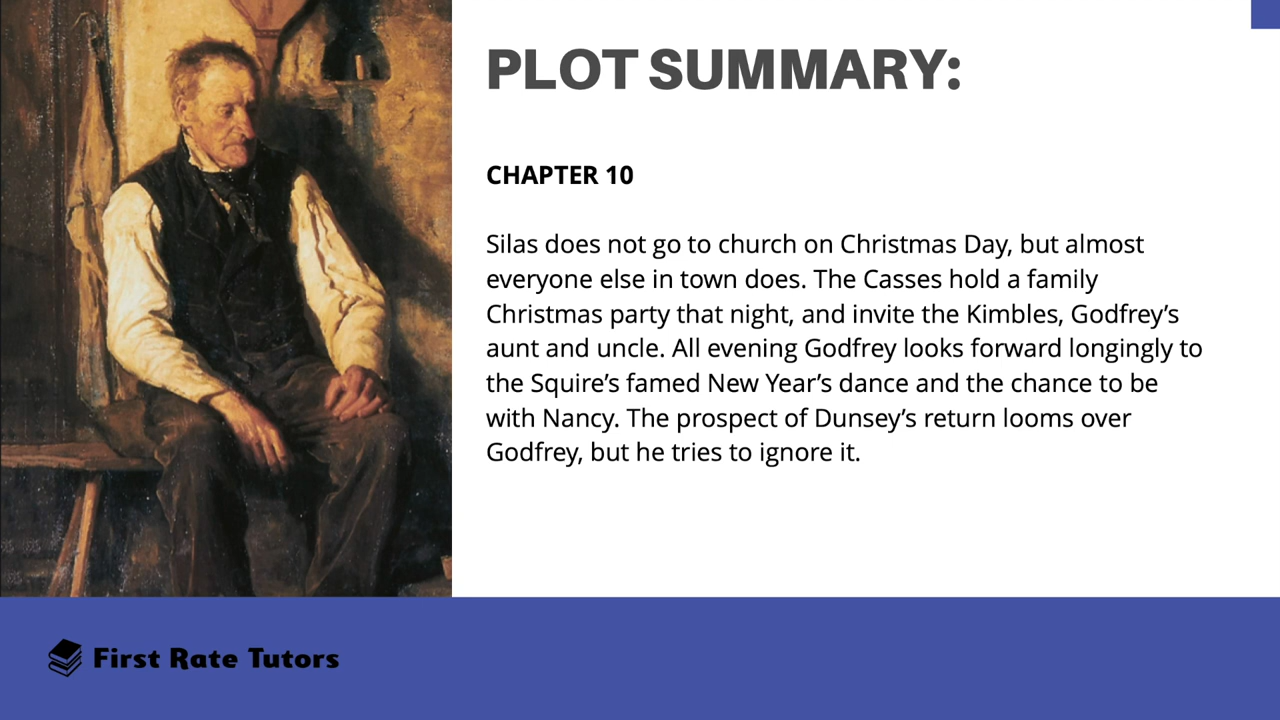 PLOT SUMMARY:
CHAPTER 10
Silas does not go to church on Christmas Day, but almost
everyone else in town does. The Casses hold a family
Christmas party that night, and invite the Kimbles, Godfrey’s
aunt and uncle. All evening Godfrey looks forward longingly to
the Squire’s famed New Year’s dance and the chance to be
with Nancy. The prospect of Dunsey’s return looms over
Godfrey, but he tries to ignore it.
First Rate Tutors